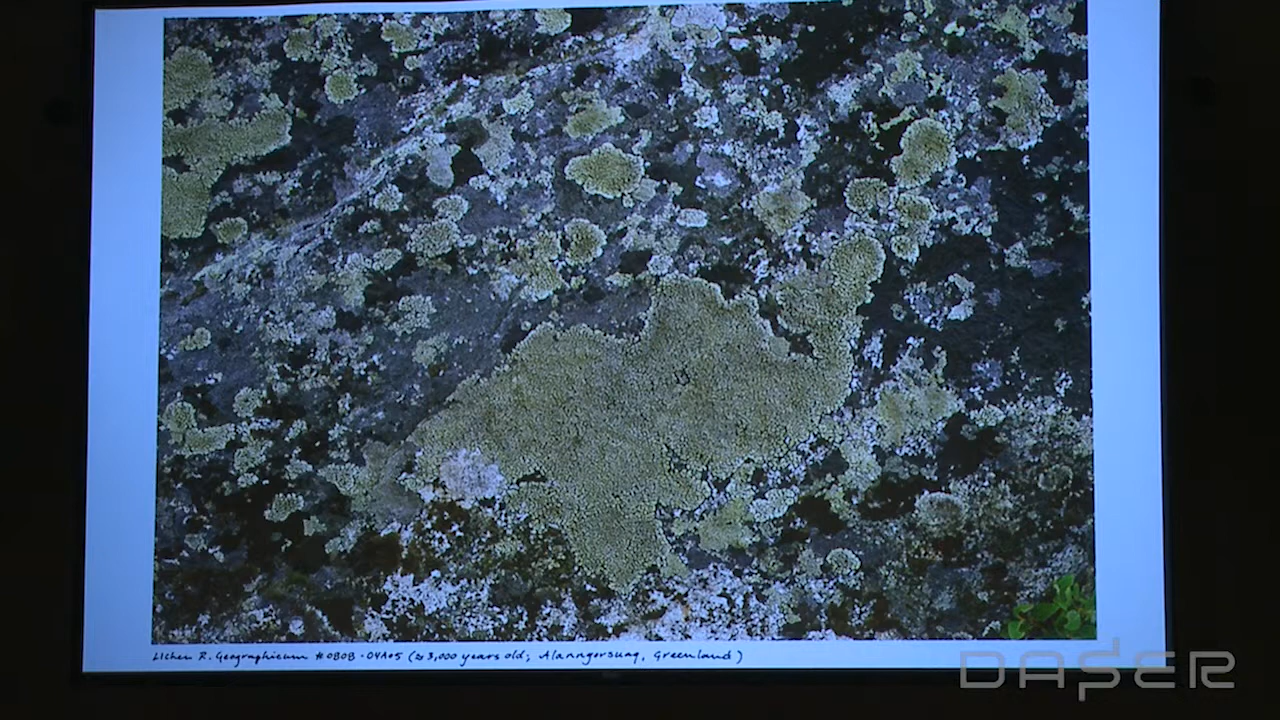 Lichen R. Geographicum #0808-04A05 (≈ 3,000 years old; Alanngorsuaq, Greenland)
DASER